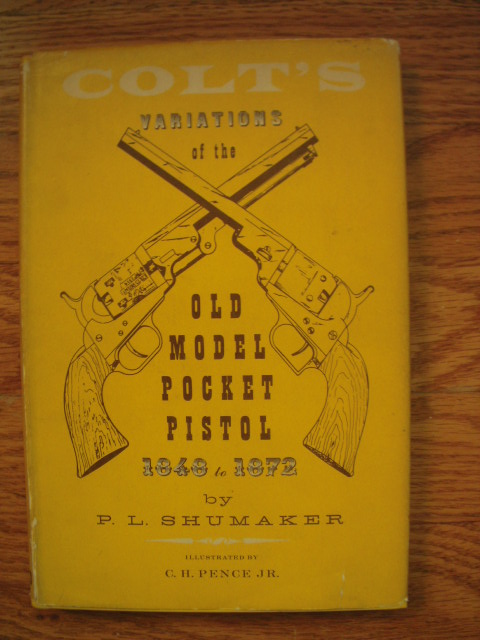 COLT'S
VARIATIONS
of the
OLD
MODEL
POCKET
PISTOL
1848 to 1872
by
P. L. SHUMAKER
ILLUSTRATED BY
C. H. PENCE JR.